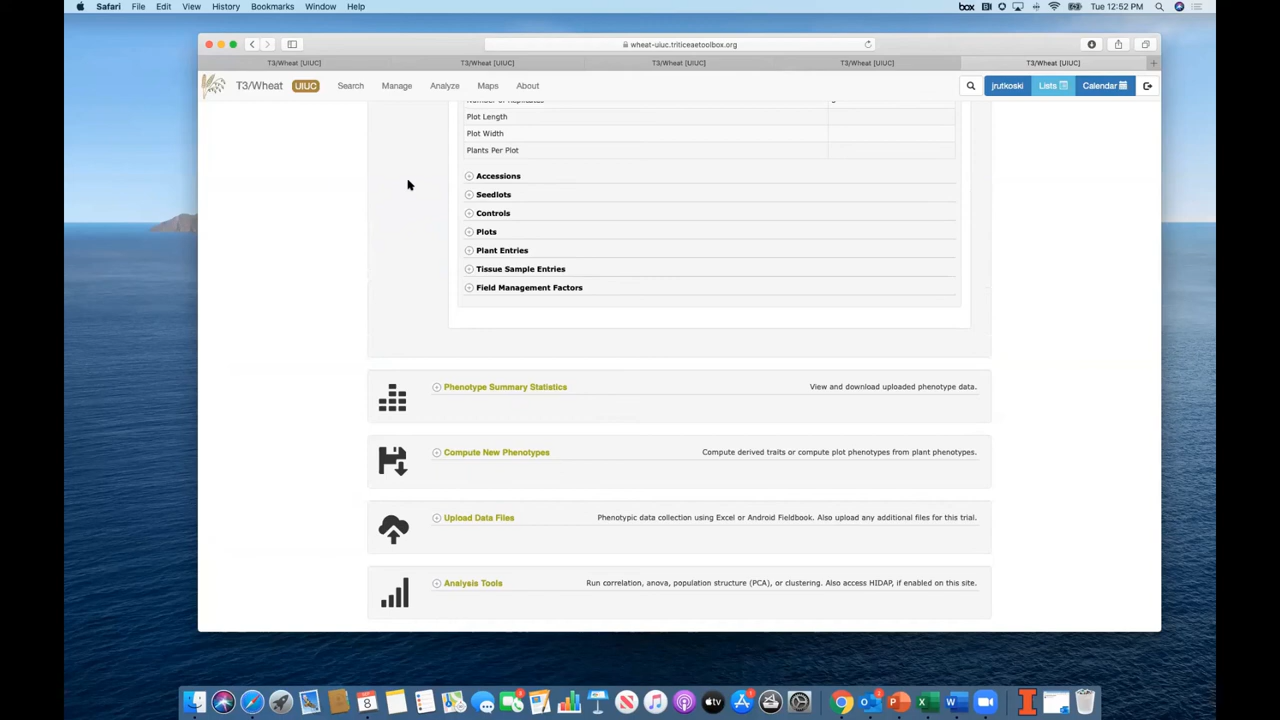 Safari File Edit View History Bookmarks Window Help
box Tue 12:52 PM
wheat-uiuc.triticeaetoolbox.org
T3/Wheat [UIUC] T3/Wheat [UIUC] T3/Wheat [UIUC] T3/Wheat [UIUC] T3/Wheat [UIUC]
T3/Wheat UIUC Search Manage Analyze Maps About jrutkoski Lists Calendar
Number of Replicates
Plot Length
Plot Width
Plants Per Plot
Accessions
Seedlots
Controls
Plots
Plant Entries
Tissue Sample Entries
Field Management Factors
Phenotype Summary Statistics View and download uploaded phenotype data.
Compute New Phenotypes Compute derived traits or compute plot phenotypes from plant phenotypes.
Upload Data Files Phenotypic data collection using Excel or Android Fieldbook. Also upload any additional files for this trial.
Analysis Tools Run correlation, anova, population structure (PCA), or clustering. Also access HIDAP, if enabled on this site.